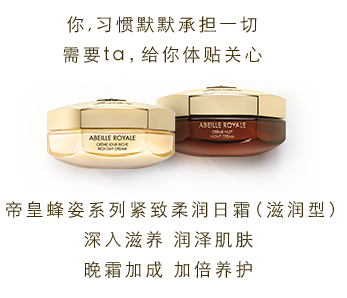 你,习惯默默承担一切
需要ta,给你体贴关心
ABEILLE ROYALE
CRÈME JOUR RICHE
RICH DAY CREAM
ABEILLE ROYALE
CRÈME NUIT
NIGHT CREAM
帝皇蜂姿系列紧致柔润日霜(滋润型)
深入滋养 润泽肌肤
晚霜加成 加倍养护